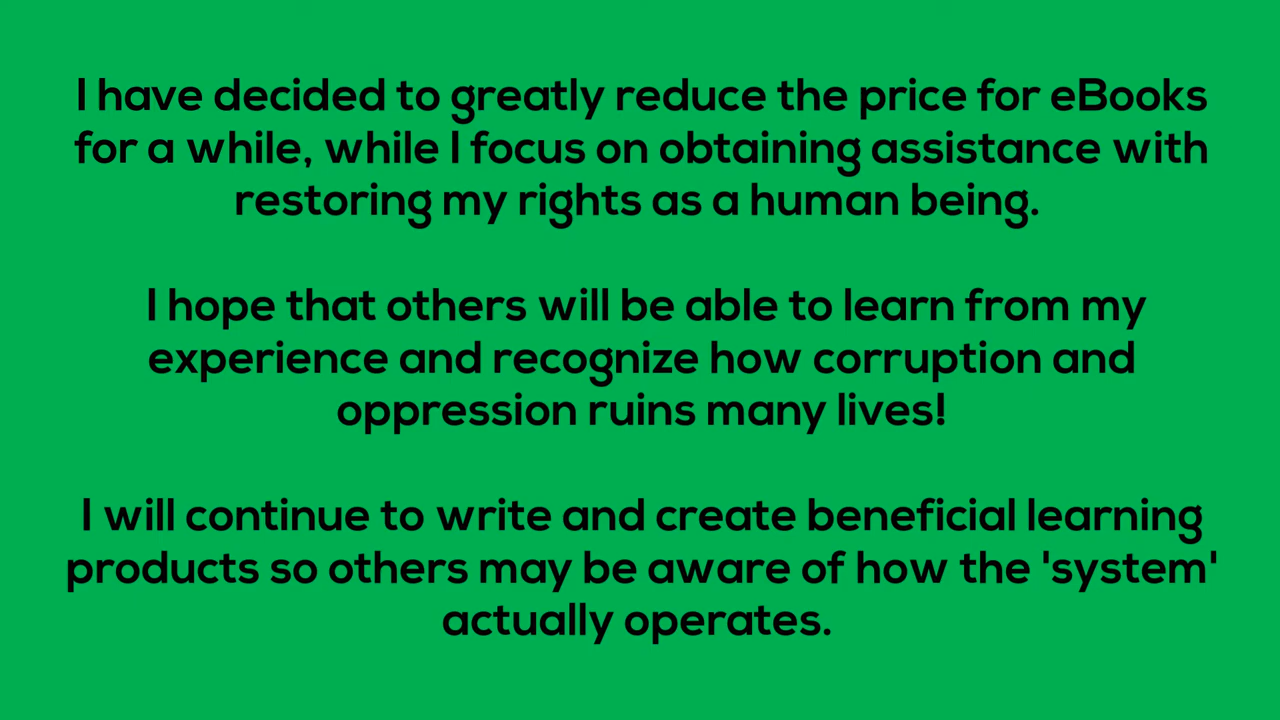 I have decided to greatly reduce the price for eBooks
for a while, while I focus on obtaining assistance with
restoring my rights as a human being.
I hope that others will be able to learn from my
experience and recognize how corruption and
oppression ruins many lives!
I will continue to write and create beneficial learning
products so others may be aware of how the 'system'
actually operates.